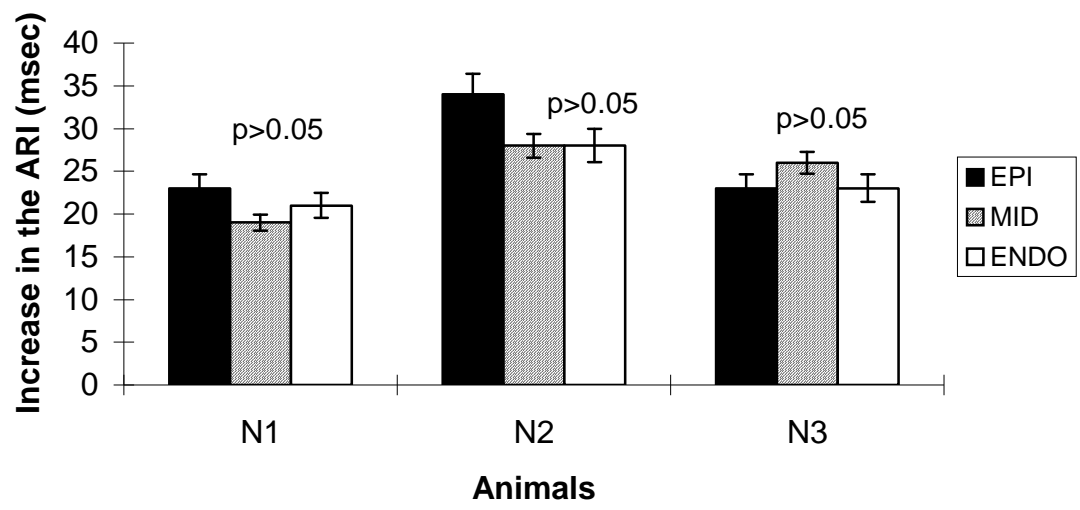 Increase in the ARI (msec)
40
35
30
25
20
15
10
5
0
p>0.05
p>0.05
p>0.05
N1
N2
N3
Animals
EPI
MID
ENDO